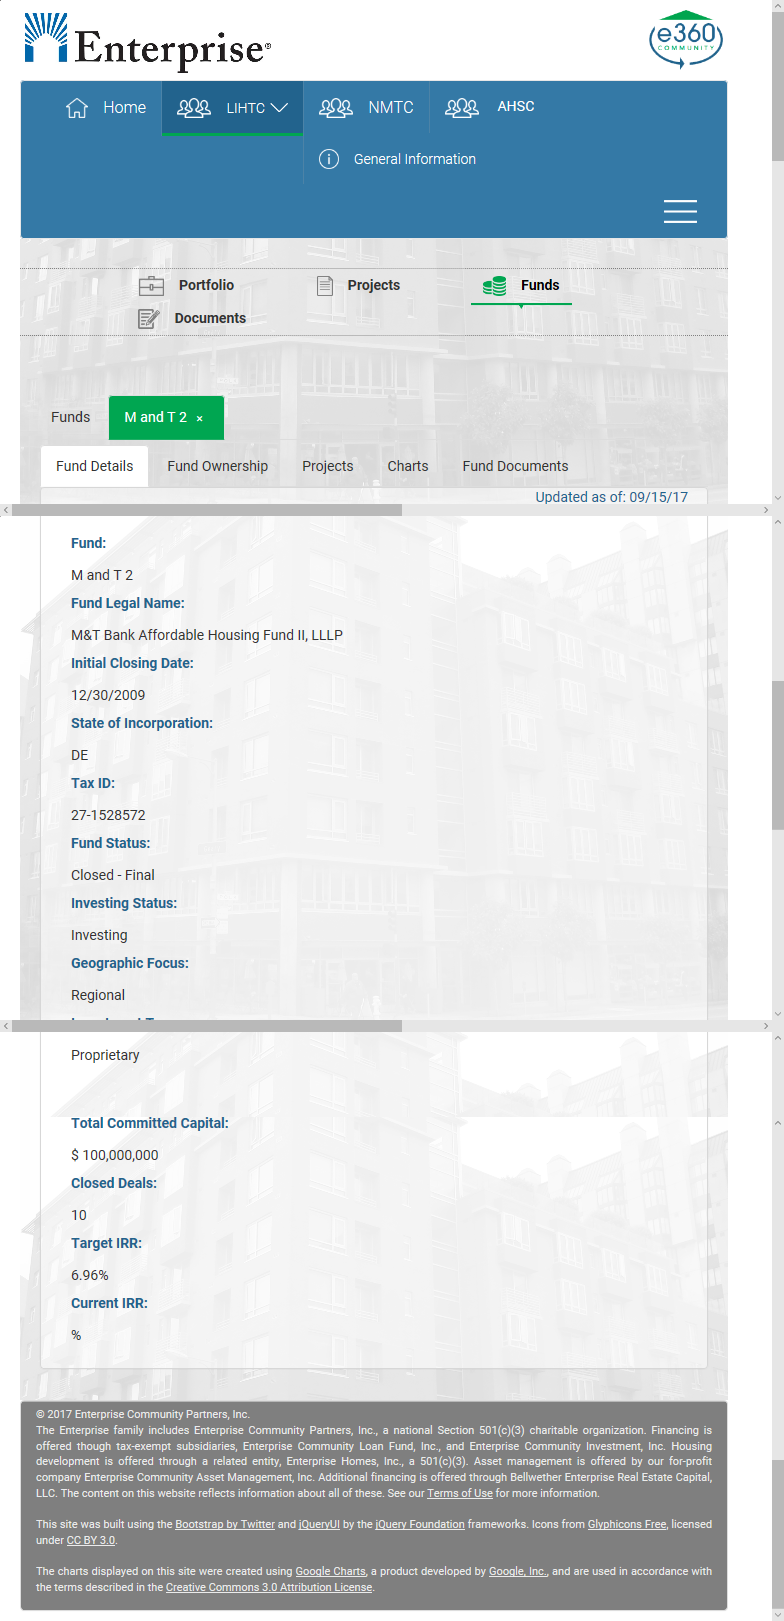 Enterprise®
e360
COMMUNITY
Home LIHTC NMTC AHSC
General Information
Portfolio Projects Funds
Documents
Funds M and T 2 ×
Fund Details Fund Ownership Projects Charts Fund Documents
Updated as of: 09/15/17
Fund:
M and T 2
Fund Legal Name:
M&T Bank Affordable Housing Fund II, LLLP
Initial Closing Date:
12/30/2009
State of Incorporation:
DE
Tax ID:
27-1528572
Fund Status:
Closed - Final
Investing Status:
Investing
Geographic Focus:
Regional
Proprietary
Total Committed Capital:
$ 100,000,000
Closed Deals:
10
Target IRR:
6.96%
Current IRR:
%
© 2017 Enterprise Community Partners, Inc.
The Enterprise family includes Enterprise Community Partners, Inc., a national Section 501(c)(3) charitable organization. Financing is
offered though tax-exempt subsidiaries, Enterprise Community Loan Fund, Inc., and Enterprise Community Investment, Inc. Housing
development is offered through a related entity, Enterprise Homes, Inc., a 501(c)(3). Asset management is offered by our for-profit
company Enterprise Community Asset Management, Inc. Additional financing is offered through Bellwether Enterprise Real Estate Capital,
LLC. The content on this website reflects information about all of these. See our Terms of Use for more information.
This site was built using the Bootstrap by Twitter and jQueryUI by the jQuery Foundation frameworks. Icons from Glyphicons Free, licensed
under CC BY 3.0.
The charts displayed on this site were created using Google Charts, a product developed by Google, Inc., and are used in accordance with
the terms described in the Creative Commons 3.0 Attribution License.